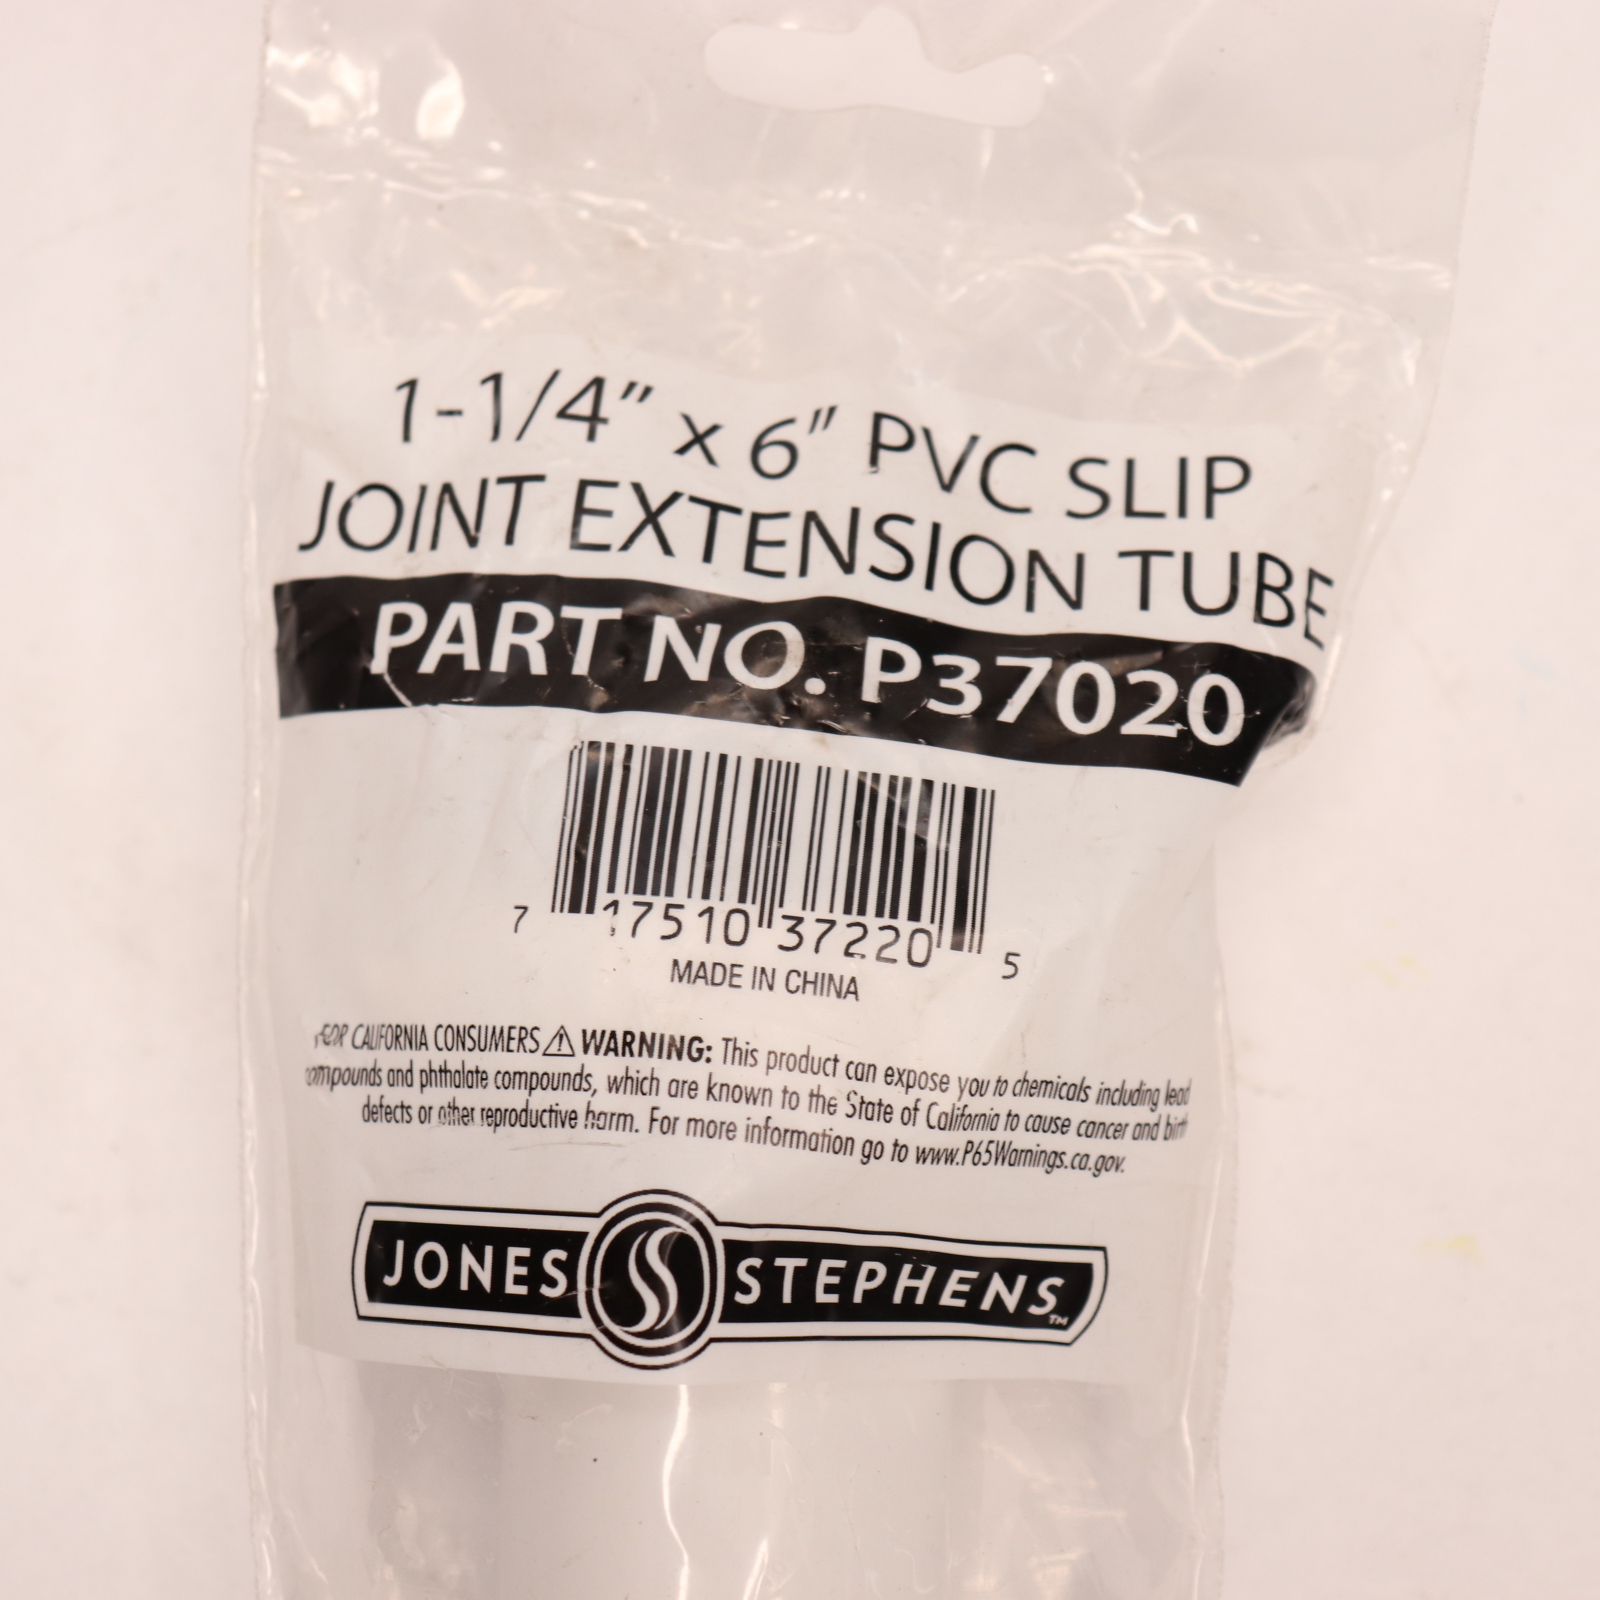 1-1/4" x 6" PVC SLIP
JOINT EXTENSION TUBE
PART NO. P37020
7 17510 37220 5
MADE IN CHINA
FOR CALIFORNIA CONSUMERS ⚠ WARNING: This product can expose you to chemicals including lead
compounds and phthalate compounds, which are known to the State of California to cause cancer and birth
defects or other reproductive harm. For more information go to www.P65Warnings.ca.gov.
JONES STEPHENS™